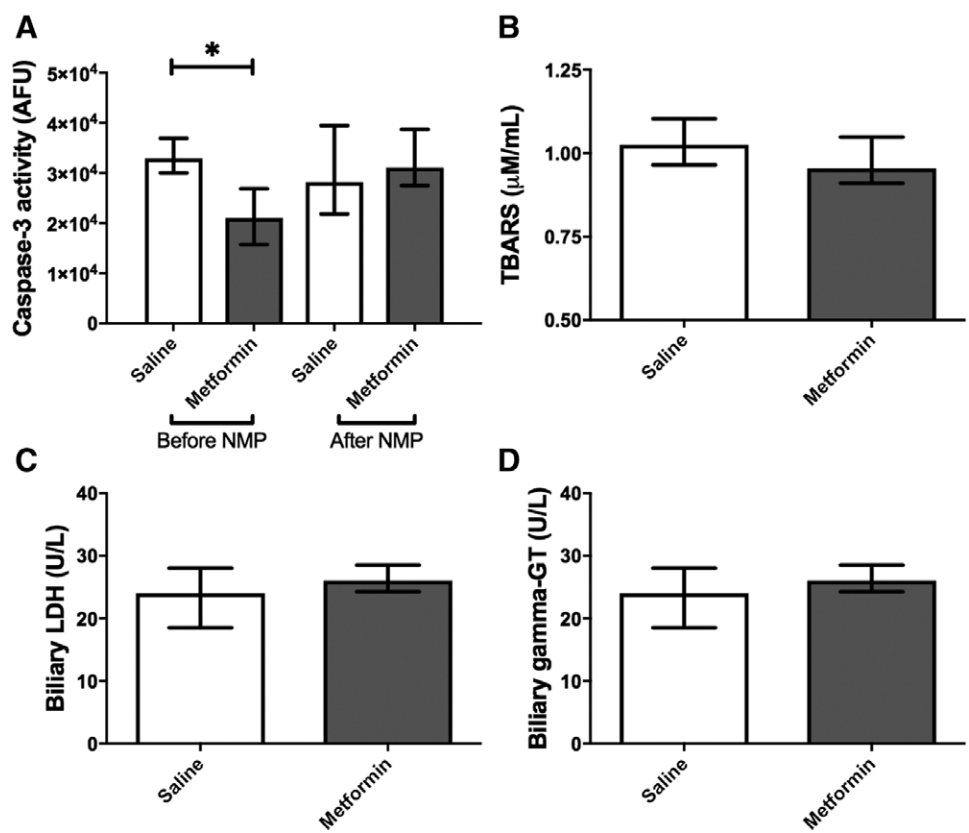 A
Caspase-3 activity (AFU)
5×10⁴
4×10⁴
3×10⁴
2×10⁴
1×10⁴
0
*
Saline
Metformin
Saline
Metformin
Before NMP
After NMP
B
TBARS (μM/mL)
1.25
1.00
0.75
0.50
Saline
Metformin
C
Biliary LDH (U/L)
40
30
20
10
0
Saline
Metformin
D
Biliary gamma-GT (U/L)
40
30
20
10
0
Saline
Metformin